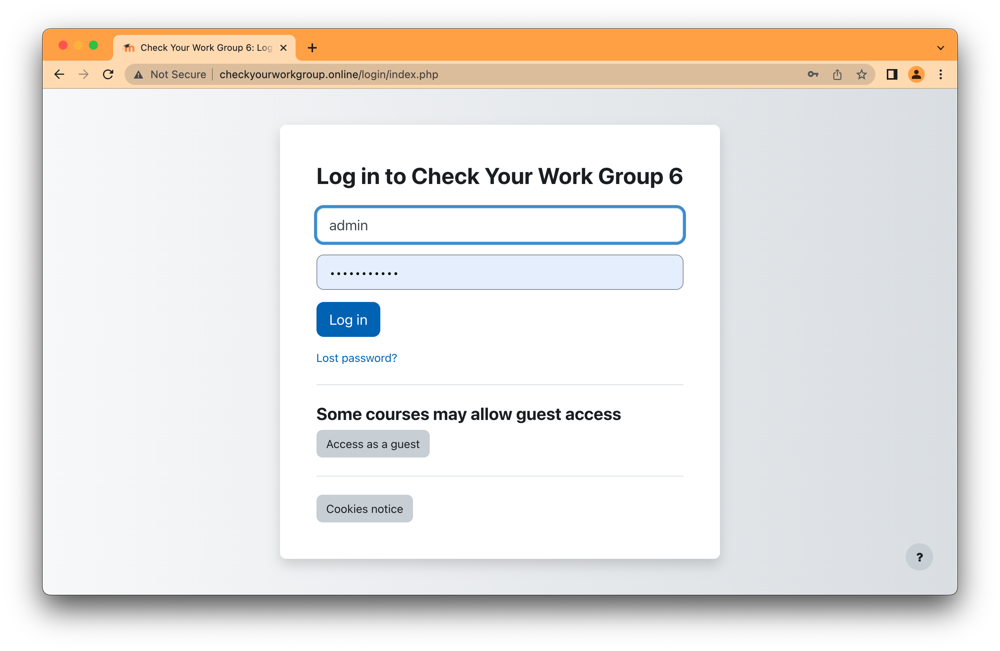 Check Your Work Group 6: Log
Not Secure
checkyourworkgroup.online/login/index.php
Log in to Check Your Work Group 6
admin
•••••••••••
Log in
Lost password?
Some courses may allow guest access
Access as a guest
Cookies notice
?